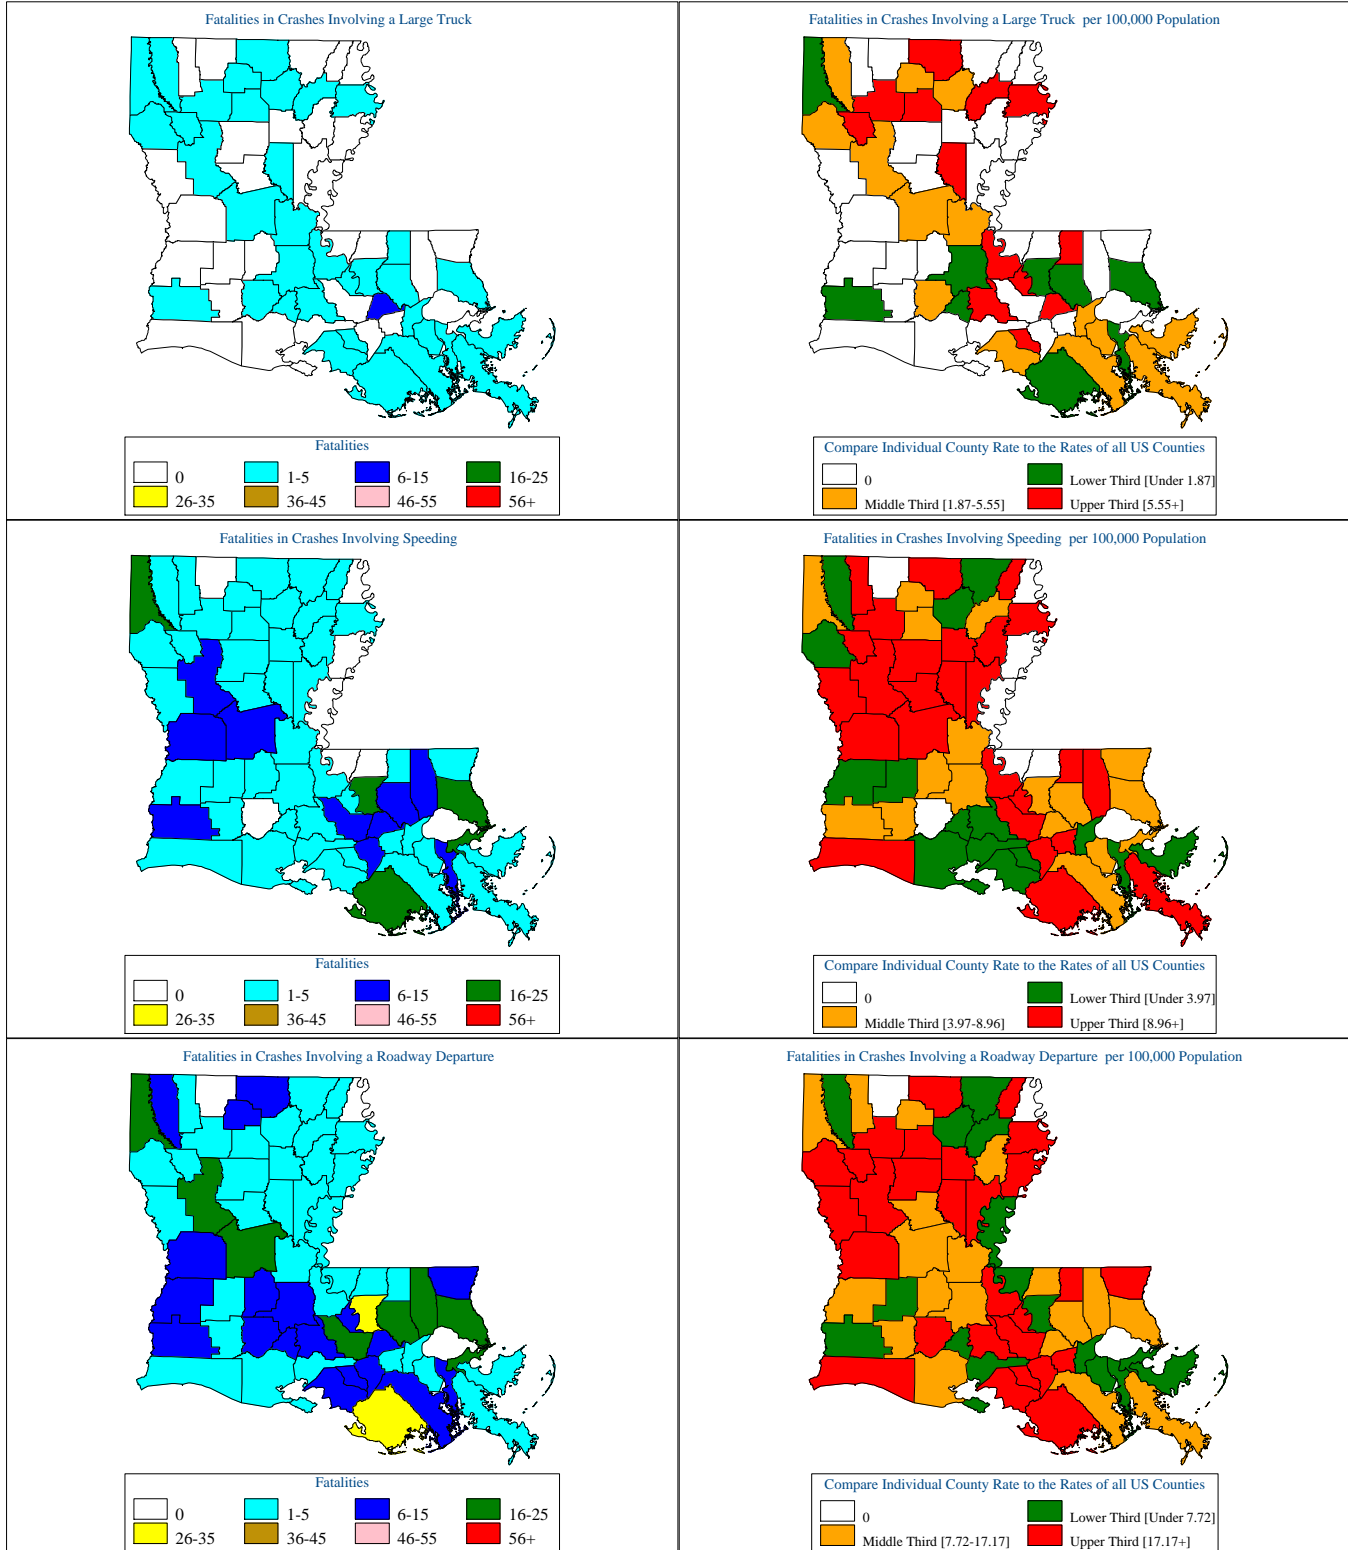 Fatalities in Crashes Involving a Large Truck
Fatalities
0
1-5
6-15
16-25
26-35
36-45
46-55
56+
Fatalities in Crashes Involving a Large Truck per 100,000 Population
Compare Individual County Rate to the Rates of all US Counties
0
Lower Third [Under 1.87]
Middle Third [1.87-5.55]
Upper Third [5.55+]
Fatalities in Crashes Involving Speeding
Fatalities
0
1-5
6-15
16-25
26-35
36-45
46-55
56+
Fatalities in Crashes Involving Speeding per 100,000 Population
Compare Individual County Rate to the Rates of all US Counties
0
Lower Third [Under 3.97]
Middle Third [3.97-8.96]
Upper Third [8.96+]
Fatalities in Crashes Involving a Roadway Departure
Fatalities
0
1-5
6-15
16-25
26-35
36-45
46-55
56+
Fatalities in Crashes Involving a Roadway Departure per 100,000 Population
Compare Individual County Rate to the Rates of all US Counties
0
Lower Third [Under 7.72]
Middle Third [7.72-17.17]
Upper Third [17.17+]